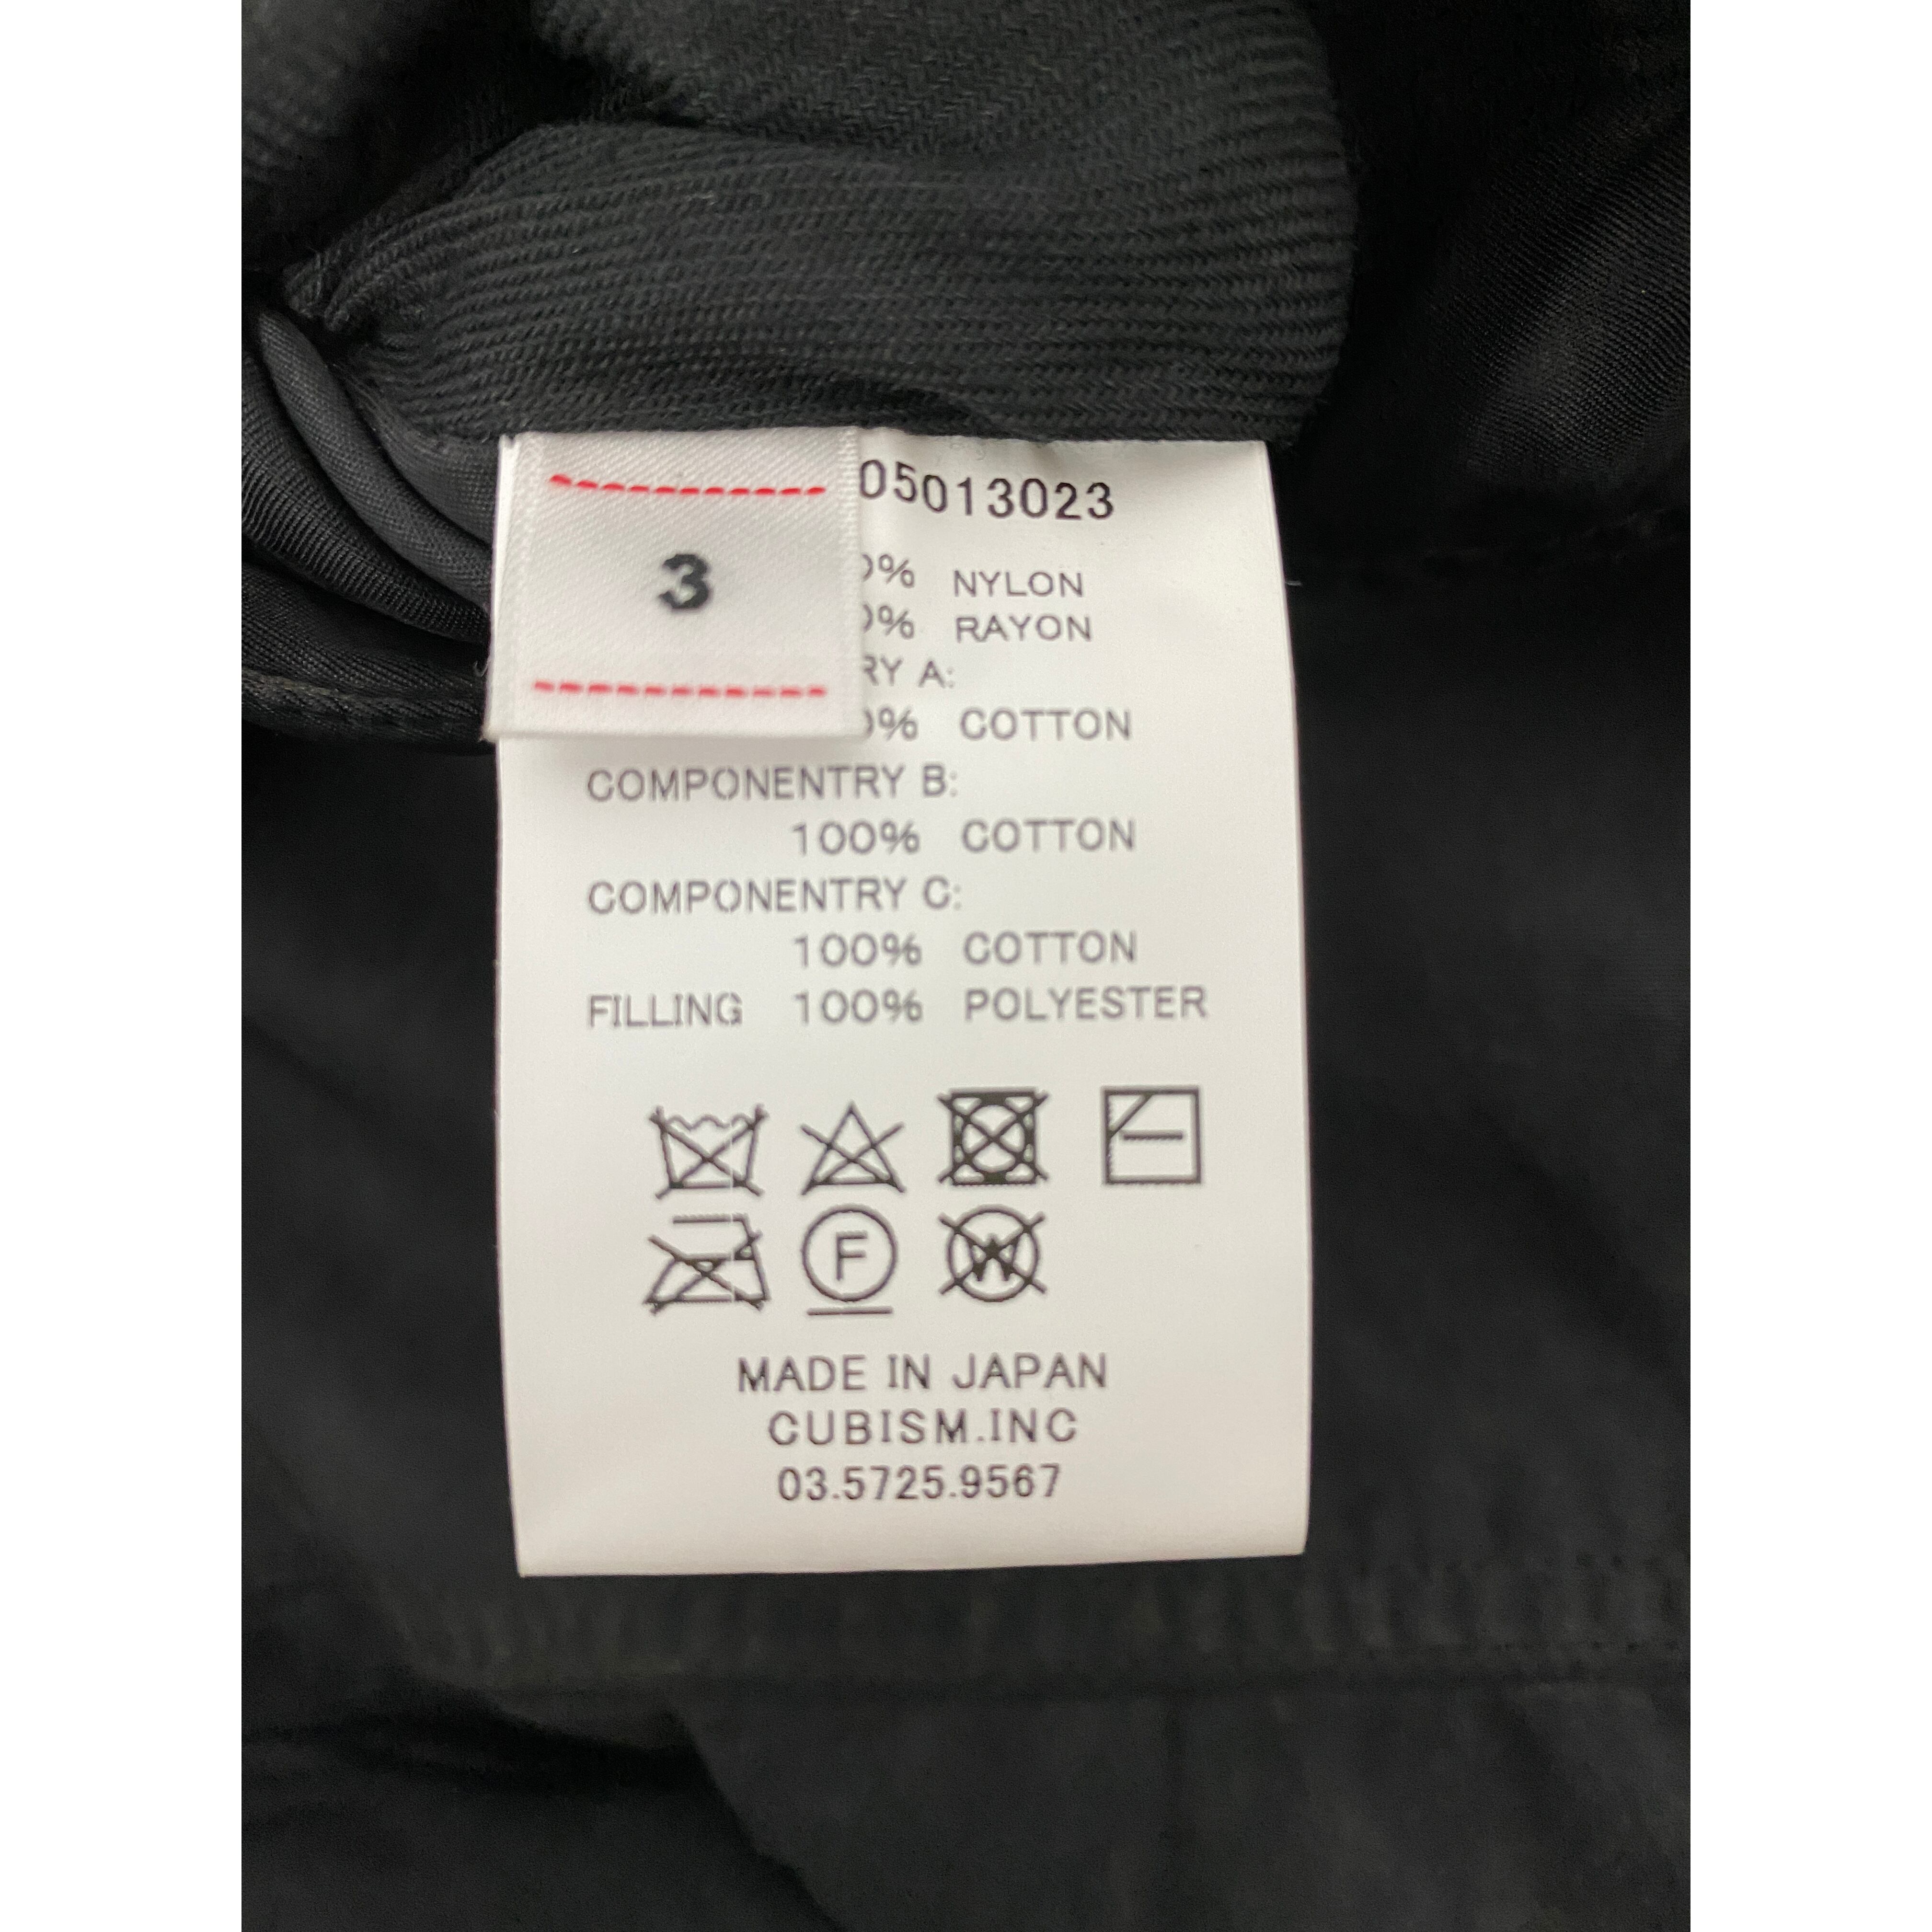 3
05013023
0% NYLON
0% RAYON
RY A:
0% COTTON
COMPONENTRY B:
100% COTTON
COMPONENTRY C:
100% COTTON
FILLING 100% POLYESTER
F
W
MADE IN JAPAN
CUBISM.INC
03.5725.9567